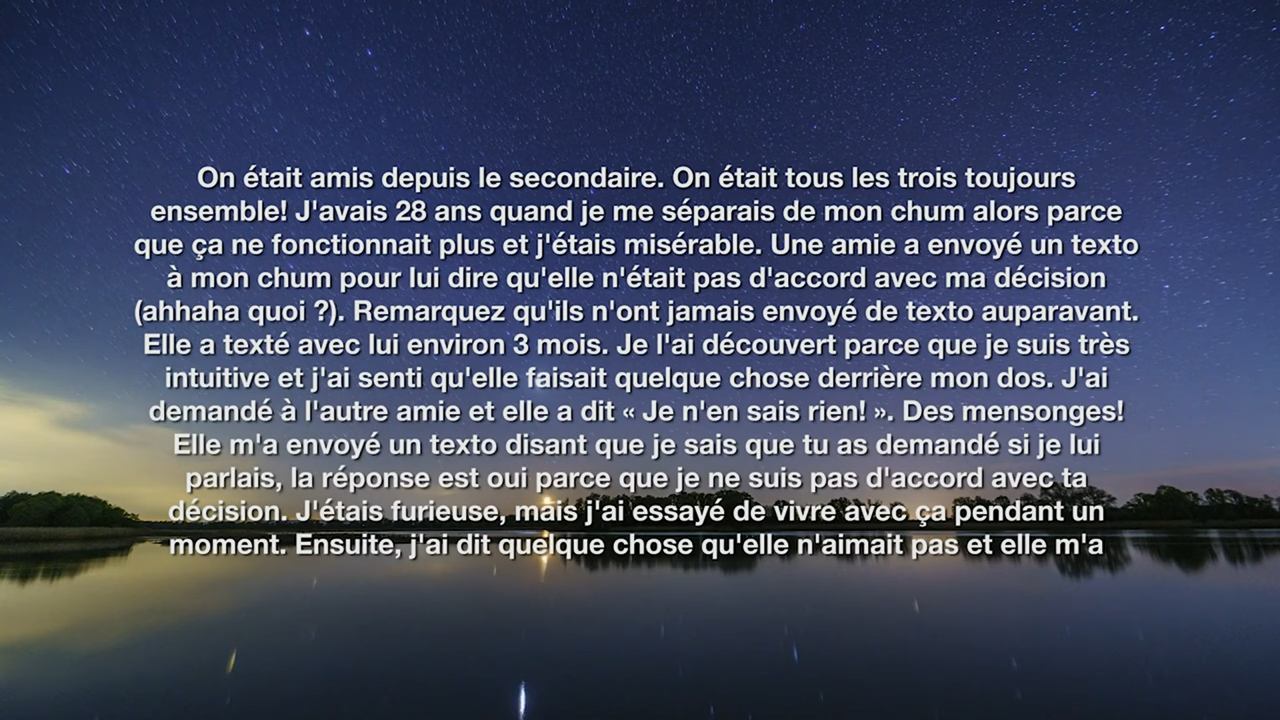 On était amis depuis le secondaire. On était tous les trois toujours
ensemble! J'avais 28 ans quand je me séparais de mon chum alors parce
que ça ne fonctionnait plus et j'étais misérable. Une amie a envoyé un texto
à mon chum pour lui dire qu'elle n'était pas d'accord avec ma décision
(ahhaha quoi ?). Remarquez qu'ils n'ont jamais envoyé de texto auparavant.
Elle a texté avec lui environ 3 mois. Je l'ai découvert parce que je suis très
intuitive et j'ai senti qu'elle faisait quelque chose derrière mon dos. J'ai
demandé à l'autre amie et elle a dit « Je n'en sais rien! ». Des mensonges!
Elle m'a envoyé un texto disant que je sais que tu as demandé si je lui
parlais, la réponse est oui parce que je ne suis pas d'accord avec ta
décision. J'étais furieuse, mais j'ai essayé de vivre avec ça pendant un
moment. Ensuite, j'ai dit quelque chose qu'elle n'aimait pas et elle m'a